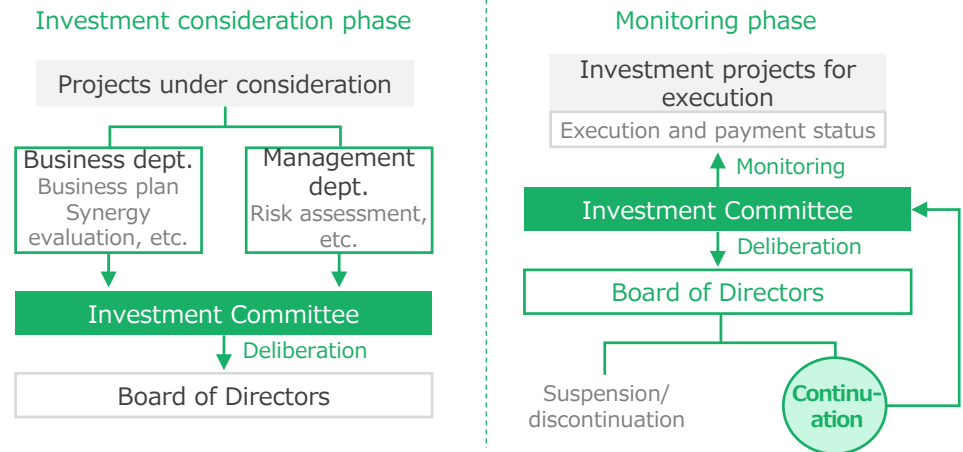 Investment consideration phase
Projects under consideration
Business dept.
Business plan
Synergy
evaluation, etc.
Management
dept.
Risk assessment,
etc.
Investment Committee
Deliberation
Board of Directors
Monitoring phase
Investment projects for
execution
Execution and payment status
Monitoring
Investment Committee
Deliberation
Board of Directors
Suspension/
discontinuation
Continu-
ation